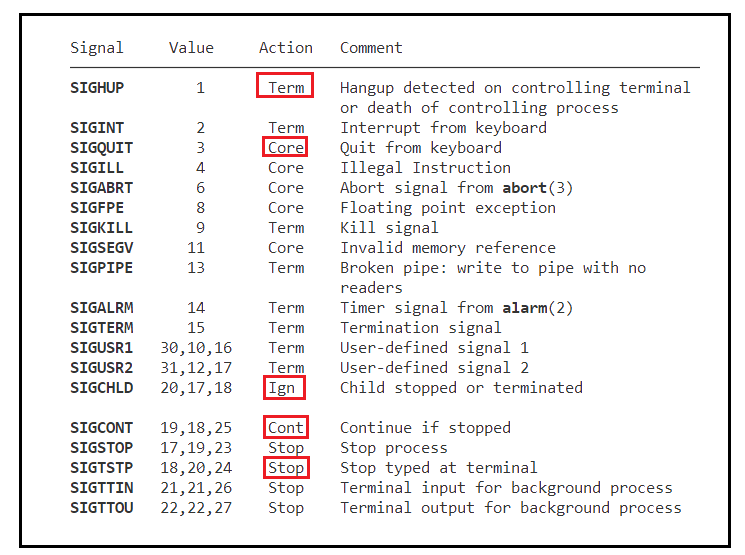 Signal Value Action Comment
SIGHUP 1 Term Hangup detected on controlling terminal
or death of controlling process
SIGINT 2 Term Interrupt from keyboard
SIGQUIT 3 Core Quit from keyboard
SIGILL 4 Core Illegal Instruction
SIGABRT 6 Core Abort signal from abort(3)
SIGFPE 8 Core Floating point exception
SIGKILL 9 Term Kill signal
SIGSEGV 11 Core Invalid memory reference
SIGPIPE 13 Term Broken pipe: write to pipe with no
readers
SIGALRM 14 Term Timer signal from alarm(2)
SIGTERM 15 Term Termination signal
SIGUSR1 30,10,16 Term User-defined signal 1
SIGUSR2 31,12,17 Term User-defined signal 2
SIGCHLD 20,17,18 Ign Child stopped or terminated
SIGCONT 19,18,25 Cont Continue if stopped
SIGSTOP 17,19,23 Stop Stop process
SIGTSTP 18,20,24 Stop Stop typed at terminal
SIGTTIN 21,21,26 Stop Terminal input for background process
SIGTTOU 22,22,27 Stop Terminal output for background process